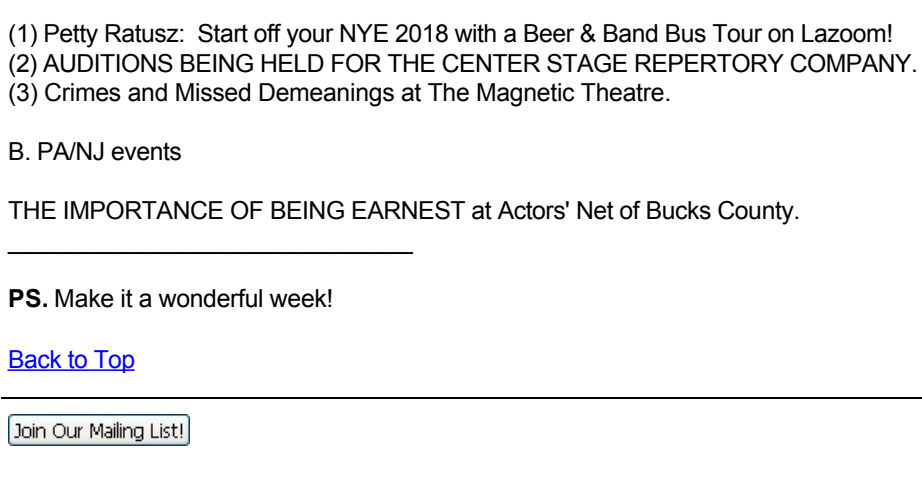 (1) Petty Ratusz:  Start off your NYE 2018 with a Beer & Band Bus Tour on Lazoom!
(2) AUDITIONS BEING HELD FOR THE CENTER STAGE REPERTORY COMPANY.
(3) Crimes and Missed Demeanings at The Magnetic Theatre.
B. PA/NJ events
THE IMPORTANCE OF BEING EARNEST at Actors' Net of Bucks County.
PS. Make it a wonderful week!
Back to Top
Join Our Mailing List!